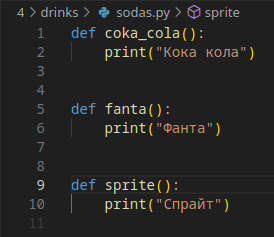 4 > drinks > sodas.py > sprite
1 def coka_cola():
2 print("Кока кола")
3
4
5 def fanta():
6 print("Фанта")
7
8
9 def sprite():
10 print("Спрайт")
11